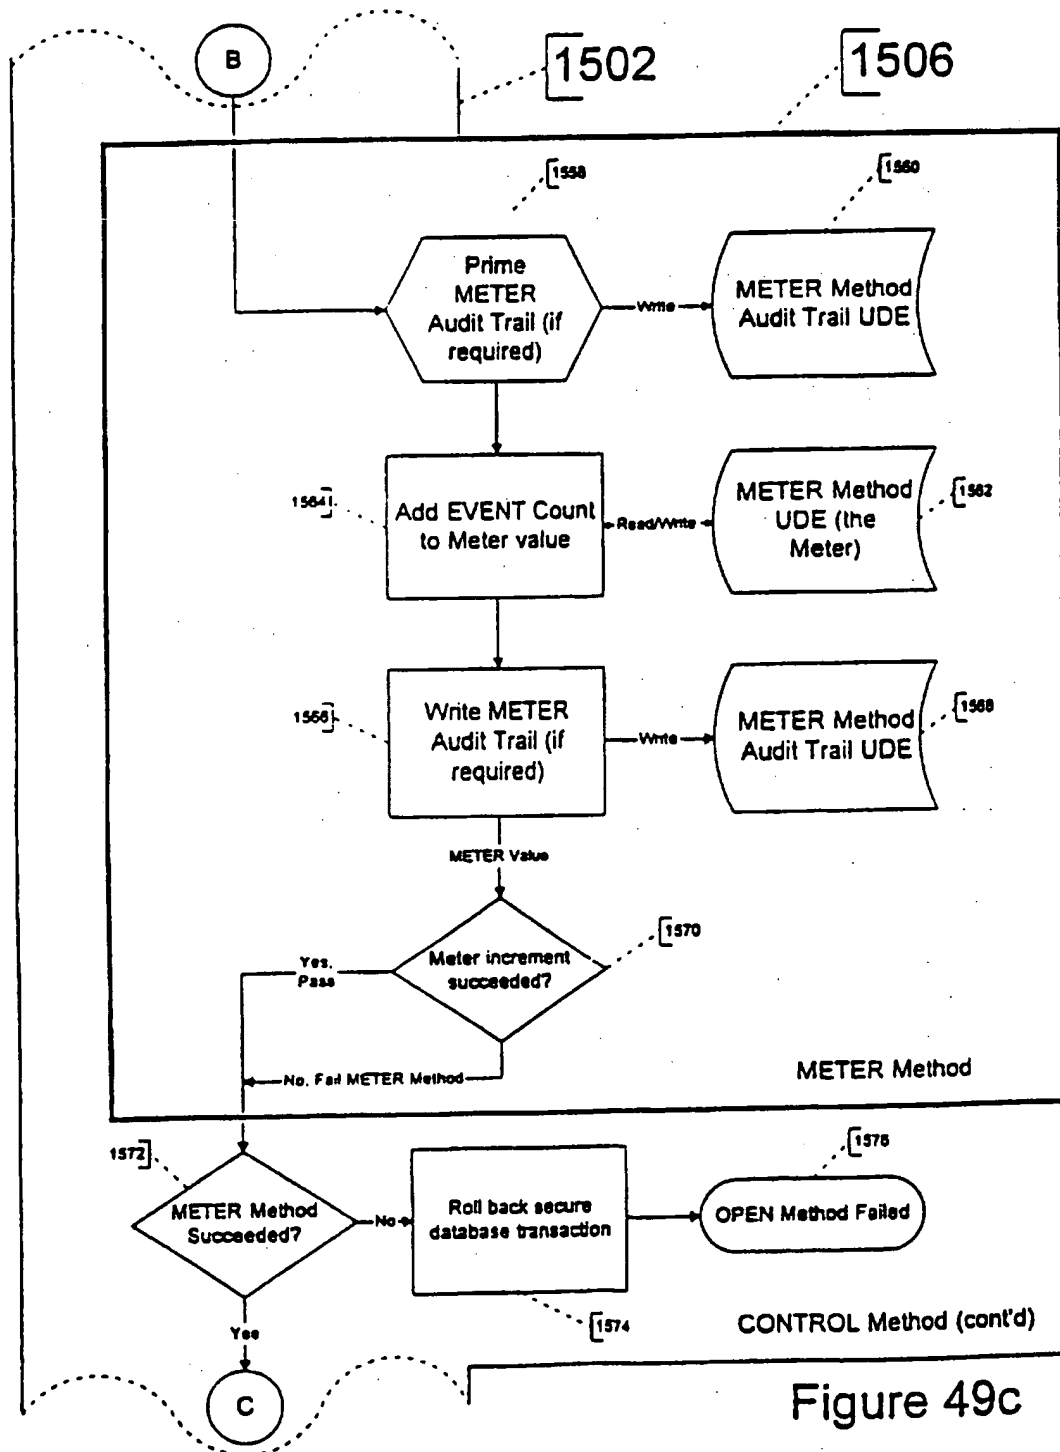 B
1502
1506
1558
1560
Prime
METER
Audit Trail (if
required)
Write
METER Method
Audit Trail UDE
1564
Add EVENT Count
to Meter value
Read/Write
METER Method
UDE (the
Meter)
1562
1566
Write METER
Audit Trail (if
required)
Write
METER Method
Audit Trail UDE
1568
METER Value
1570
Meter increment
succeeded?
Yes,
Pass
No, Fail METER Method
METER Method
1572
METER Method
Succeeded?
No
Roll back secure
database transaction
1576
OPEN Method Failed
1574
Yes
CONTROL Method (cont'd)
C
Figure 49c